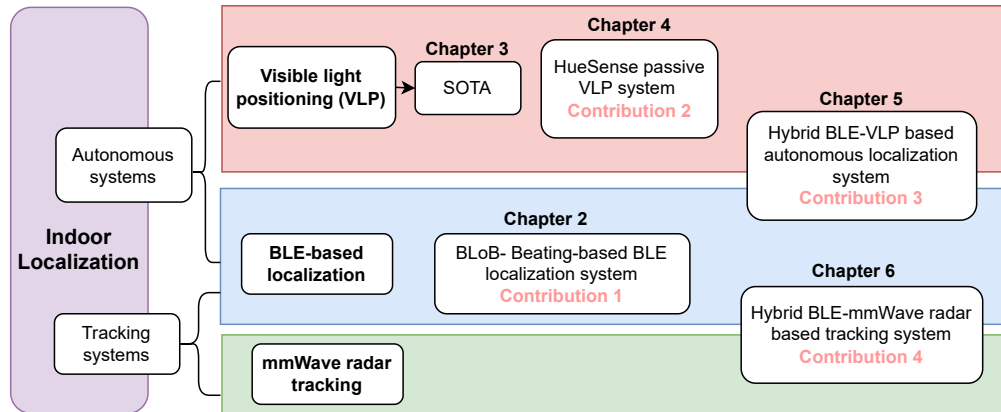 Indoor
Localization
Autonomous
systems
Tracking
systems
Visible light
positioning (VLP)
Chapter 3
SOTA
Chapter 4
HueSense passive
VLP system
Contribution 2
Chapter 5
Hybrid BLE-VLP based
autonomous localization
system
Contribution 3
BLE-based
localization
Chapter 2
BLoB- Beating-based BLE
localization system
Contribution 1
Chapter 6
Hybrid BLE-mmWave radar
based tracking system
Contribution 4
mmWave radar
tracking